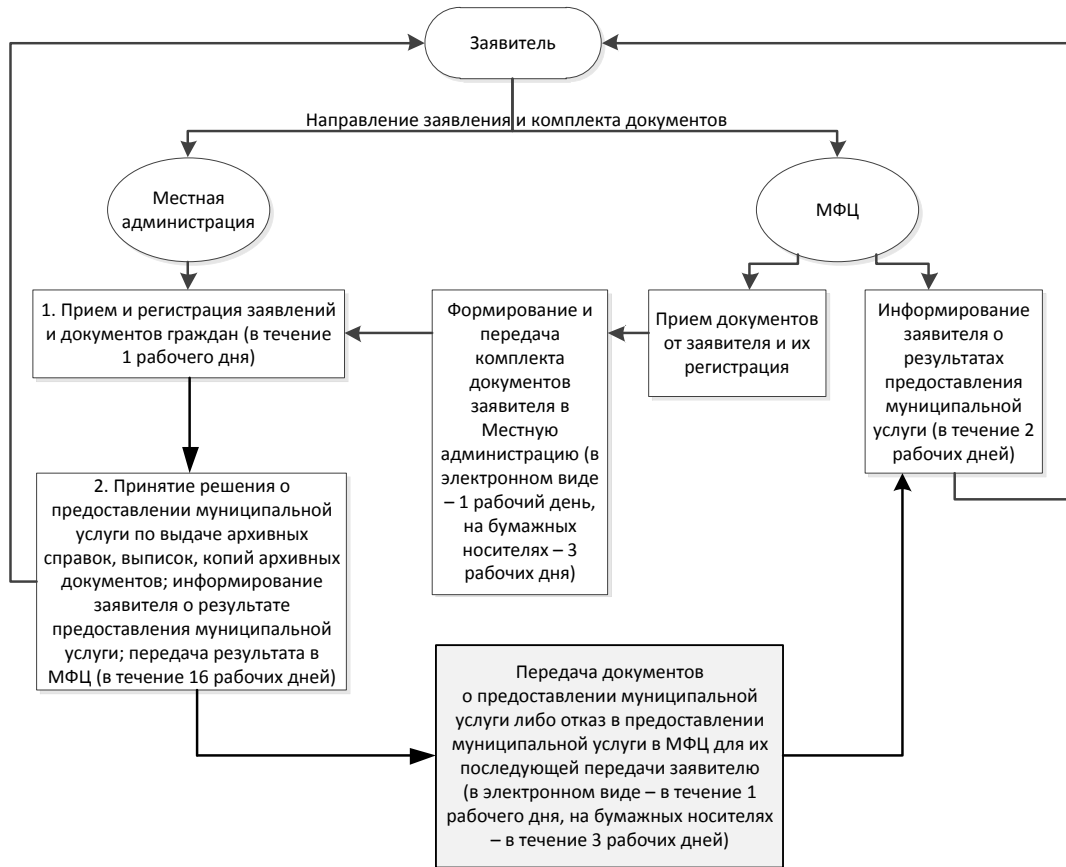 Заявитель
Направление заявления и комплекта документов
Местная
администрация
МФЦ
1. Прием и регистрация заявлений
и документов граждан (в течение
1 рабочего дня)
Формирование и
передача
комплекта
документов
заявителя в
Местную
администрацию (в
электронном виде
– 1 рабочий день,
на бумажных
носителях – 3
рабочих дня)
Прием документов
от заявителя и их
регистрация
Информирование
заявителя о
результатах
предоставления
муниципальной
услуги (в течение 2
рабочих дней)
2. Принятие решения о
предоставлении муниципальной
услуги по выдаче архивных
справок, выписок, копий архивных
документов; информирование
заявителя о результате
предоставления муниципальной
услуги; передача результата в
МФЦ (в течение 16 рабочих дней)
Передача документов
о предоставлении муниципальной
услуги либо отказ в предоставлении
муниципальной услуги в МФЦ для их
последующей передачи заявителю
(в электронном виде – в течение 1
рабочего дня, на бумажных носителях
– в течение 3 рабочих дней)